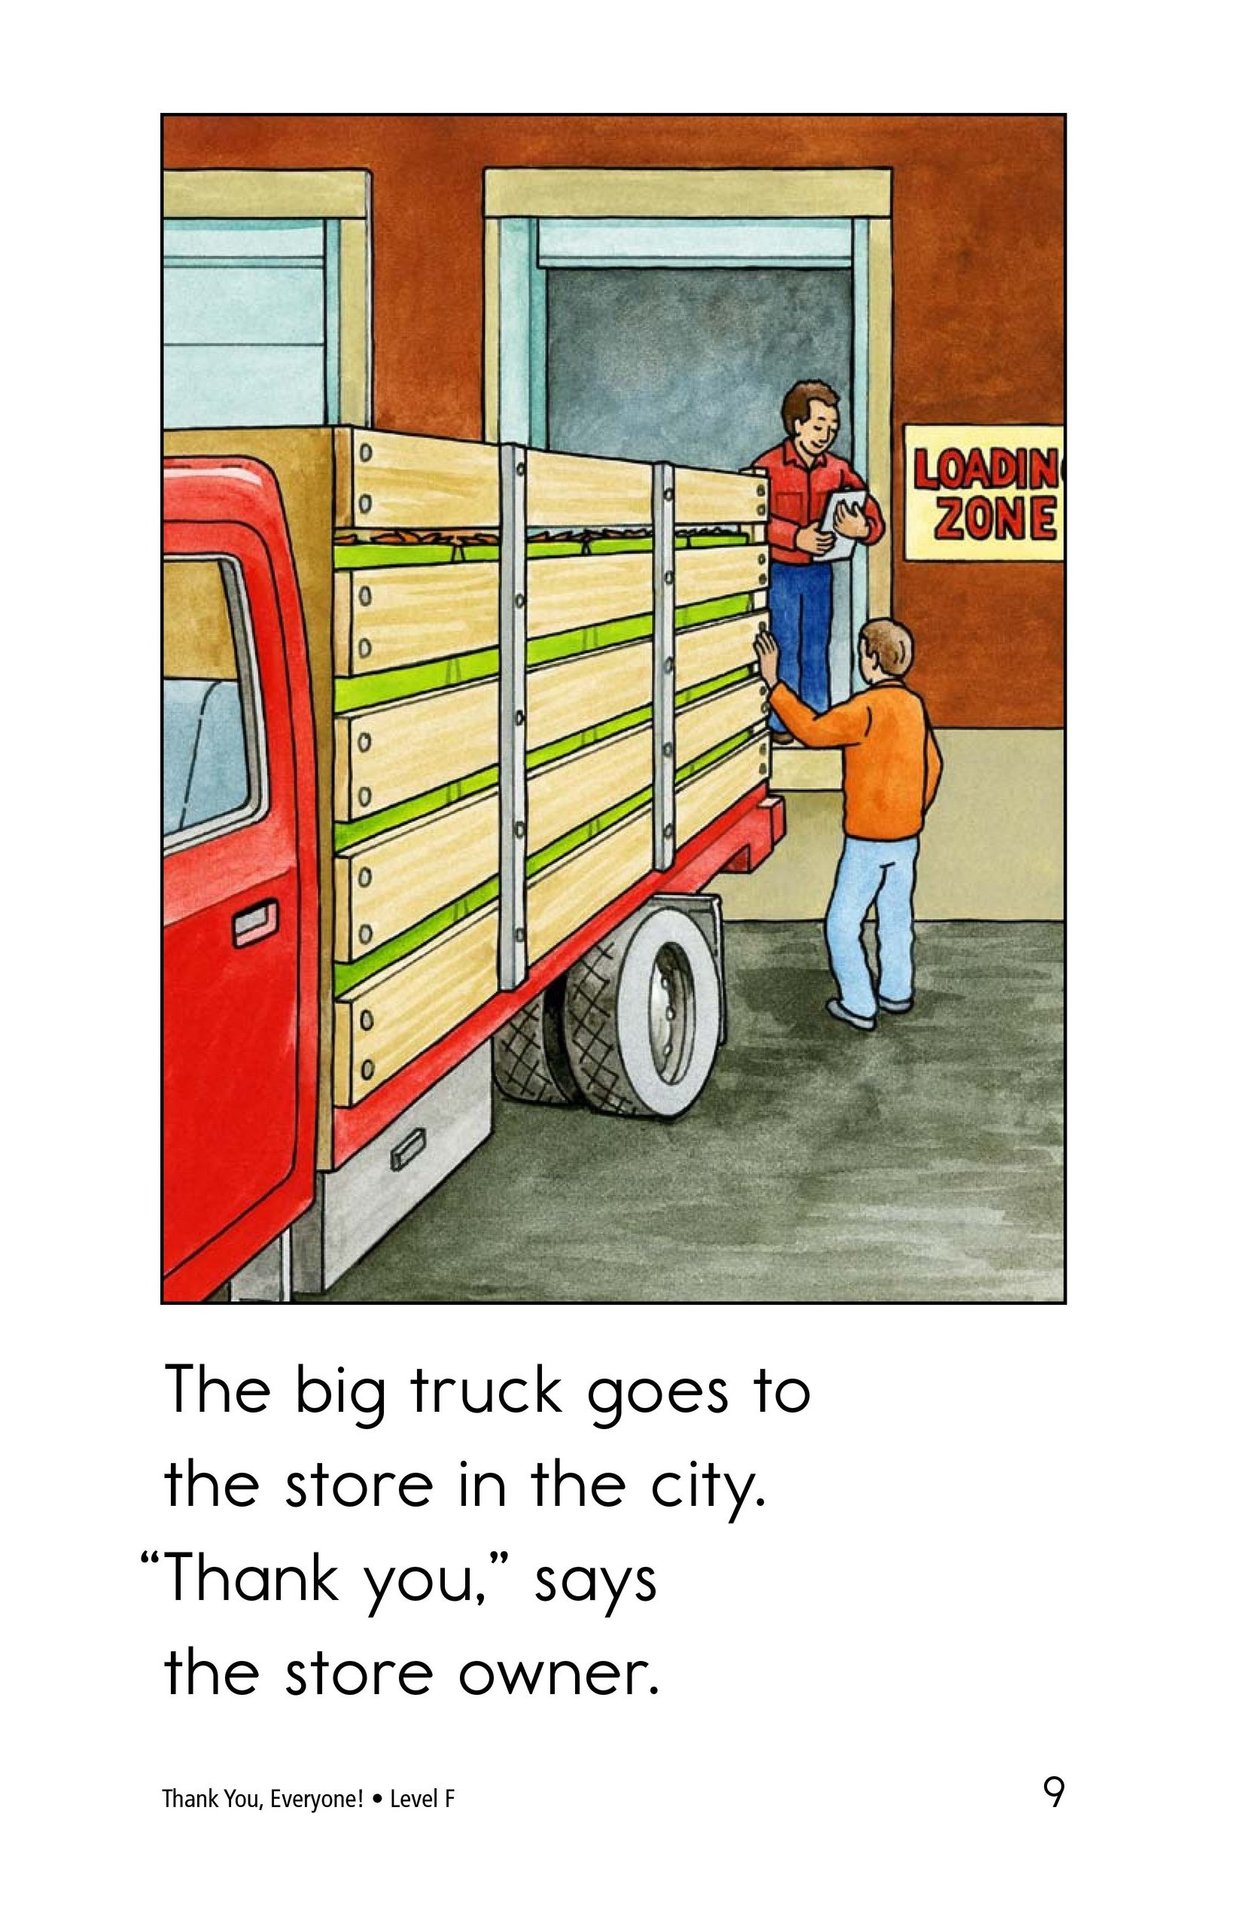 LOADIN
ZONE
The big truck goes to
the store in the city.
“Thank you,” says
the store owner.
Thank You, Everyone! • Level F
9